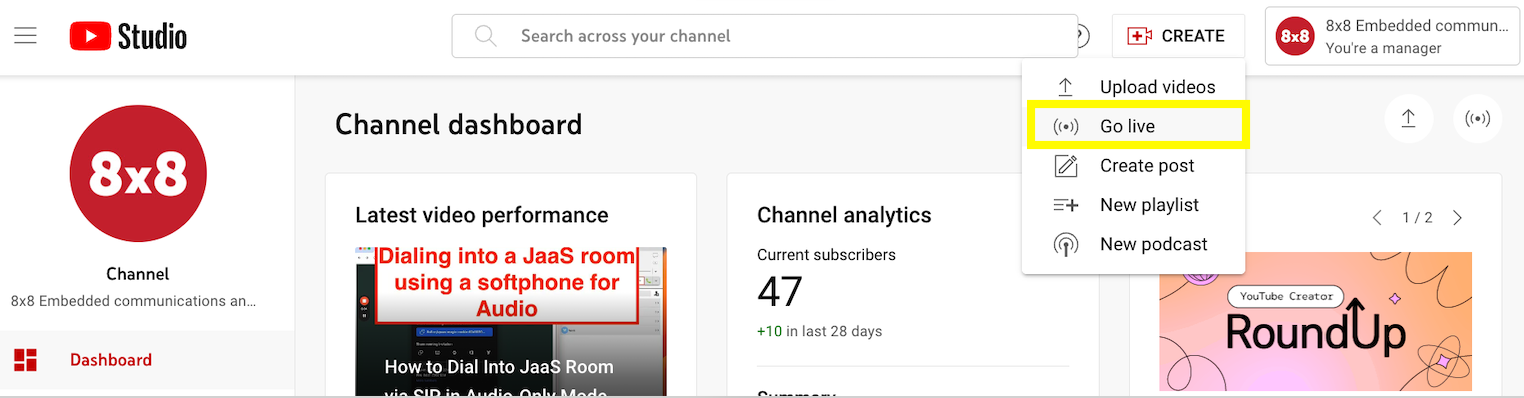 Studio
Search across your channel
?
CREATE
8x8
8x8 Embedded commun...
You're a manager
Upload videos
Go live
Create post
New playlist
New podcast
8x8
Channel
8x8 Embedded communications an...
Dashboard
Channel dashboard
Latest video performance
Dialing into a JaaS room
using a softphone for
Audio
How to Dial Into JaaS Room
via SIP in Audio-Only Mode
Channel analytics
Current subscribers
47
+10 in last 28 days
Summary
1 / 2
YouTube Creator
RoundUp